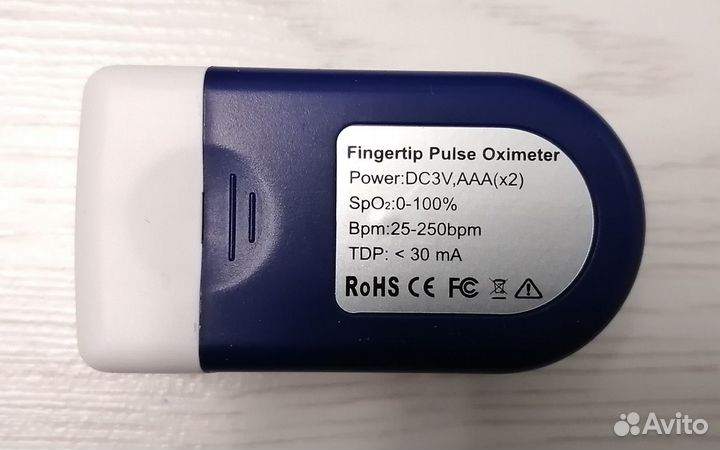 Fingertip Pulse Oximeter
Power:DC3V,AAA(x2)
SpO₂:0-100%
Bpm:25-250bpm
TDP: < 30 mA
RoHS CE FC
Avito